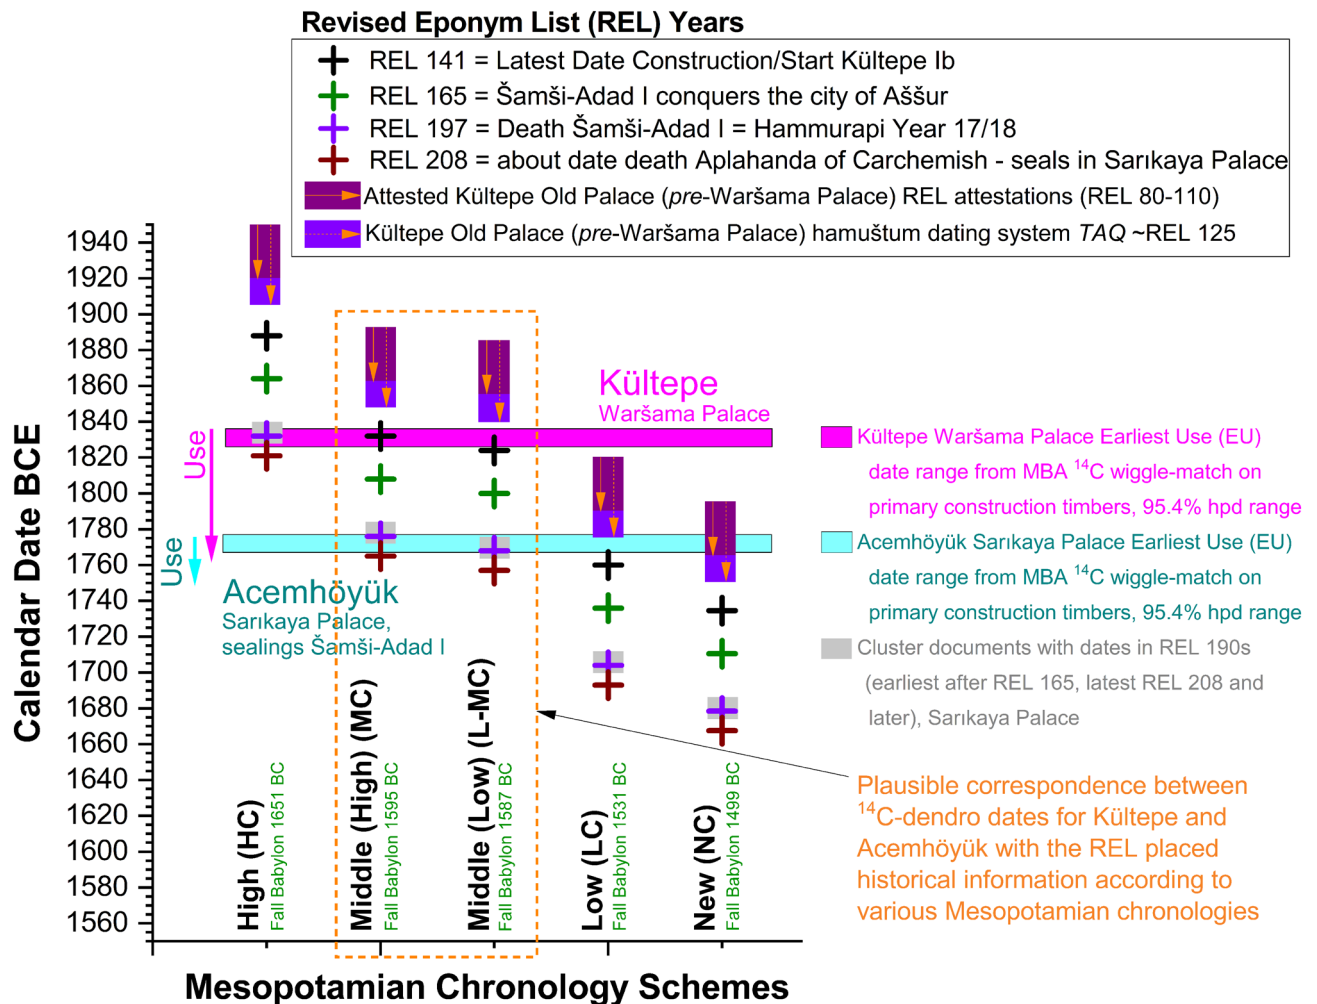 Revised Eponym List (REL) Years
REL 141 = Latest Date Construction/Start Kültepe Ib
REL 165 = Šamši-Adad I conquers the city of Aššur
REL 197 = Death Šamši-Adad I = Hammurapi Year 17/18
REL 208 = about date death Aplahanda of Carchemish - seals in Sarıkaya Palace
Attested Kültepe Old Palace (pre-Waršama Palace) REL attestations (REL 80-110)
Kültepe Old Palace (pre-Waršama Palace) hamuštum dating system TAQ ~REL 125
Calendar Date BCE
1940
1920
1900
1880
1860
1840
1820
1800
1780
1760
1740
1720
1700
1680
1660
1640
1620
1600
1580
1560
Use
Use
Kültepe
Waršama Palace
Acemhöyük
Sarıkaya Palace,
sealings Šamši-Adad I
High (HC)
Fall Babylon 1651 BC
Middle (High) (MC)
Fall Babylon 1595 BC
Middle (Low) (L-MC)
Fall Babylon 1587 BC
Low (LC)
Fall Babylon 1531 BC
New (NC)
Fall Babylon 1499 BC
Mesopotamian Chronology Schemes
Kültepe Waršama Palace Earliest Use (EU)
date range from MBA ¹⁴C wiggle-match on
primary construction timbers, 95.4% hpd range
Acemhöyük Sarıkaya Palace Earliest Use (EU)
date range from MBA ¹⁴C wiggle-match on
primary construction timbers, 95.4% hpd range
Cluster documents with dates in REL 190s
(earliest after REL 165, latest REL 208 and
later), Sarıkaya Palace
Plausible correspondence between
¹⁴C-dendro dates for Kültepe and
Acemhöyük with the REL placed
historical information according to
various Mesopotamian chronologies